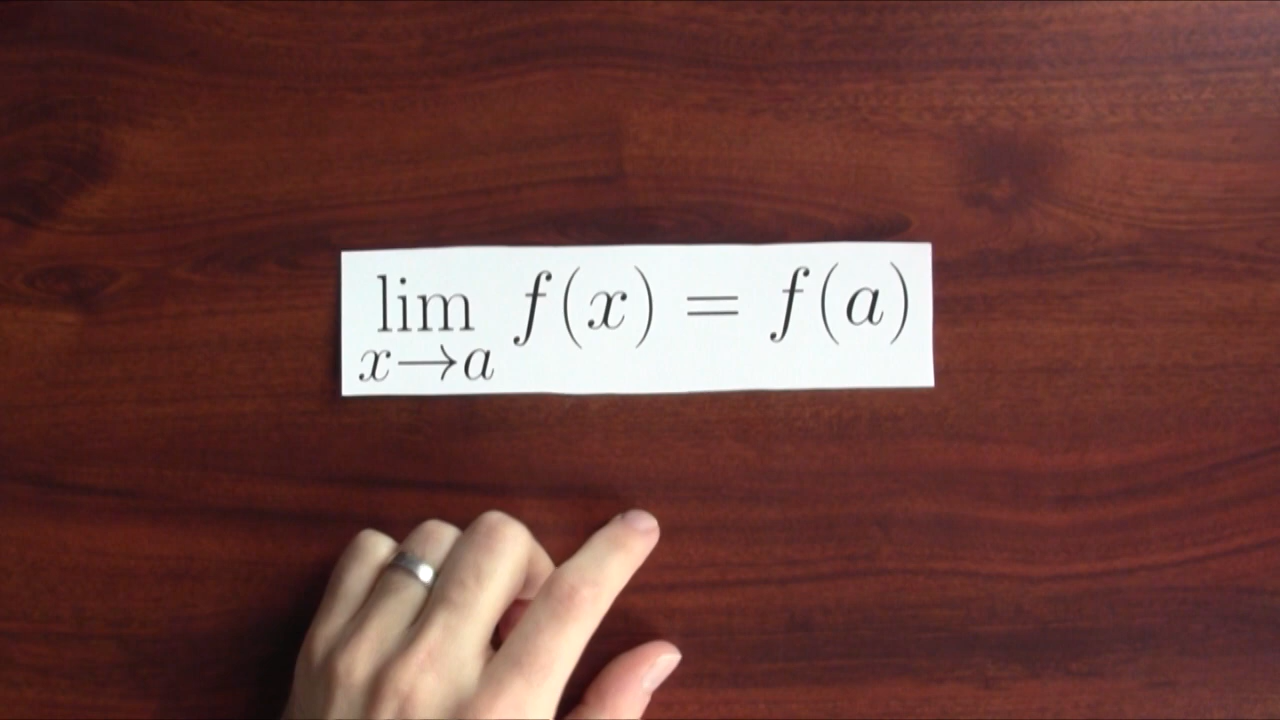 lim f(x) = f(a)
x→a